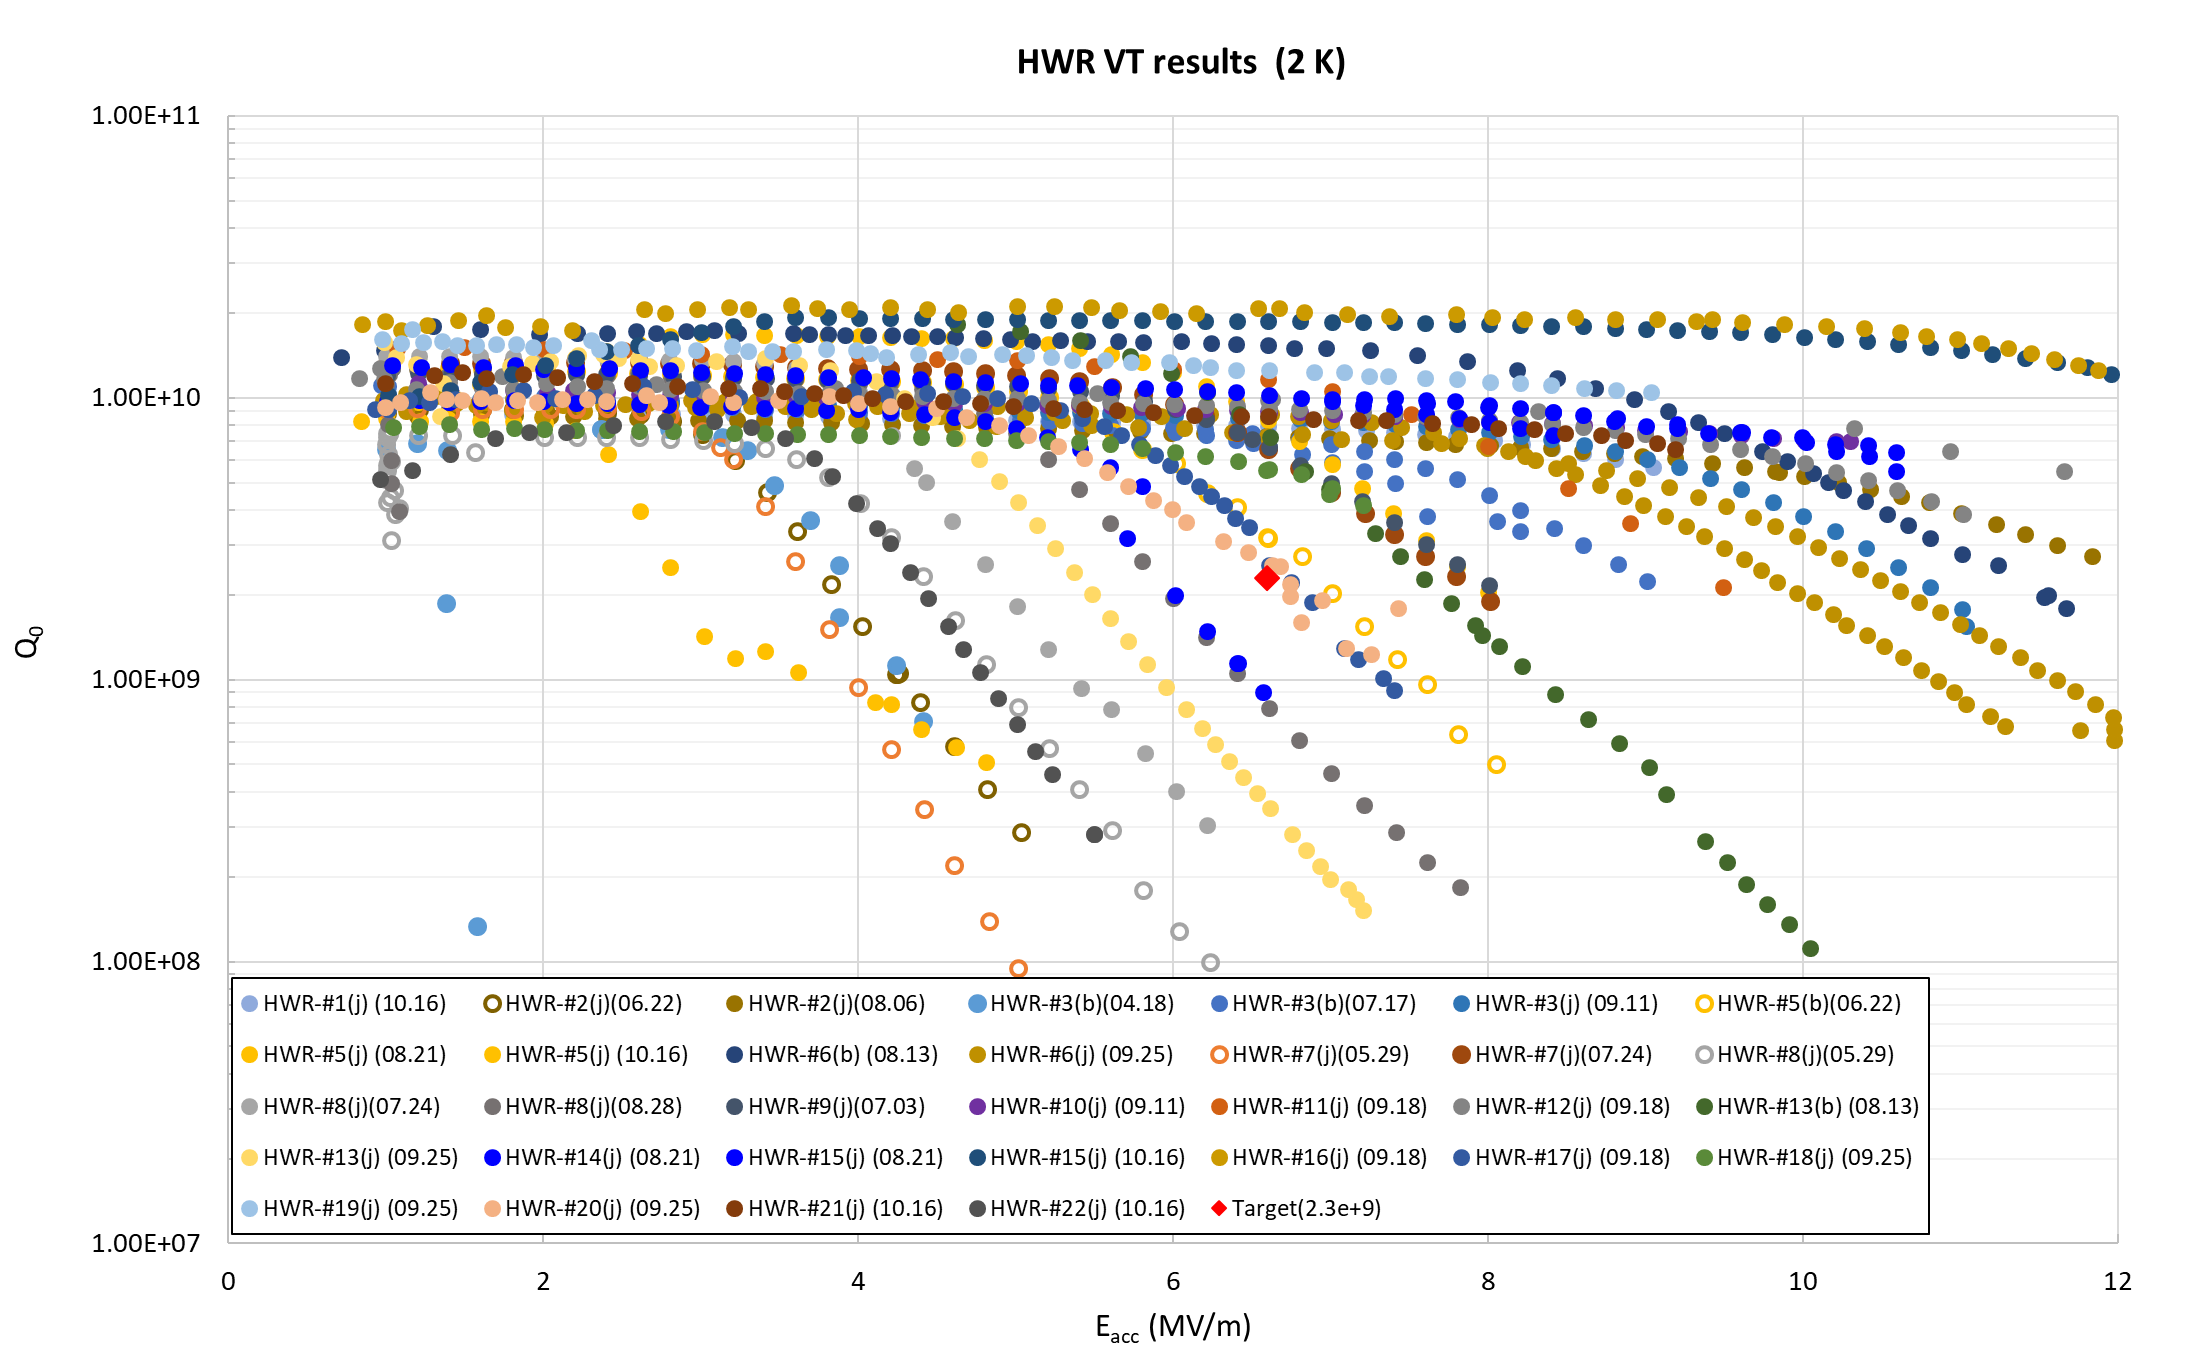 HWR VT results (2 K)
1.00E+11
1.00E+10
1.00E+09
1.00E+08
1.00E+07
Q0
HWR-#1(j) (10.16) HWR-#2(j)(06.22) HWR-#2(j)(08.06) HWR-#3(b)(04.18) HWR-#3(b)(07.17) HWR-#3(j) (09.11) HWR-#5(b)(06.22)
HWR-#5(j) (08.21) HWR-#5(j) (10.16) HWR-#6(b) (08.13) HWR-#6(j) (09.25) HWR-#7(j)(05.29) HWR-#7(j)(07.24) HWR-#8(j)(05.29)
HWR-#8(j)(07.24) HWR-#8(j)(08.28) HWR-#9(j)(07.03) HWR-#10(j) (09.11) HWR-#11(j) (09.18) HWR-#12(j) (09.18) HWR-#13(b) (08.13)
HWR-#13(j) (09.25) HWR-#14(j) (08.21) HWR-#15(j) (08.21) HWR-#15(j) (10.16) HWR-#16(j) (09.18) HWR-#17(j) (09.18) HWR-#18(j) (09.25)
HWR-#19(j) (09.25) HWR-#20(j) (09.25) HWR-#21(j) (10.16) HWR-#22(j) (10.16) Target(2.3e+9)
0 2 4 6 8 10 12
Eacc (MV/m)